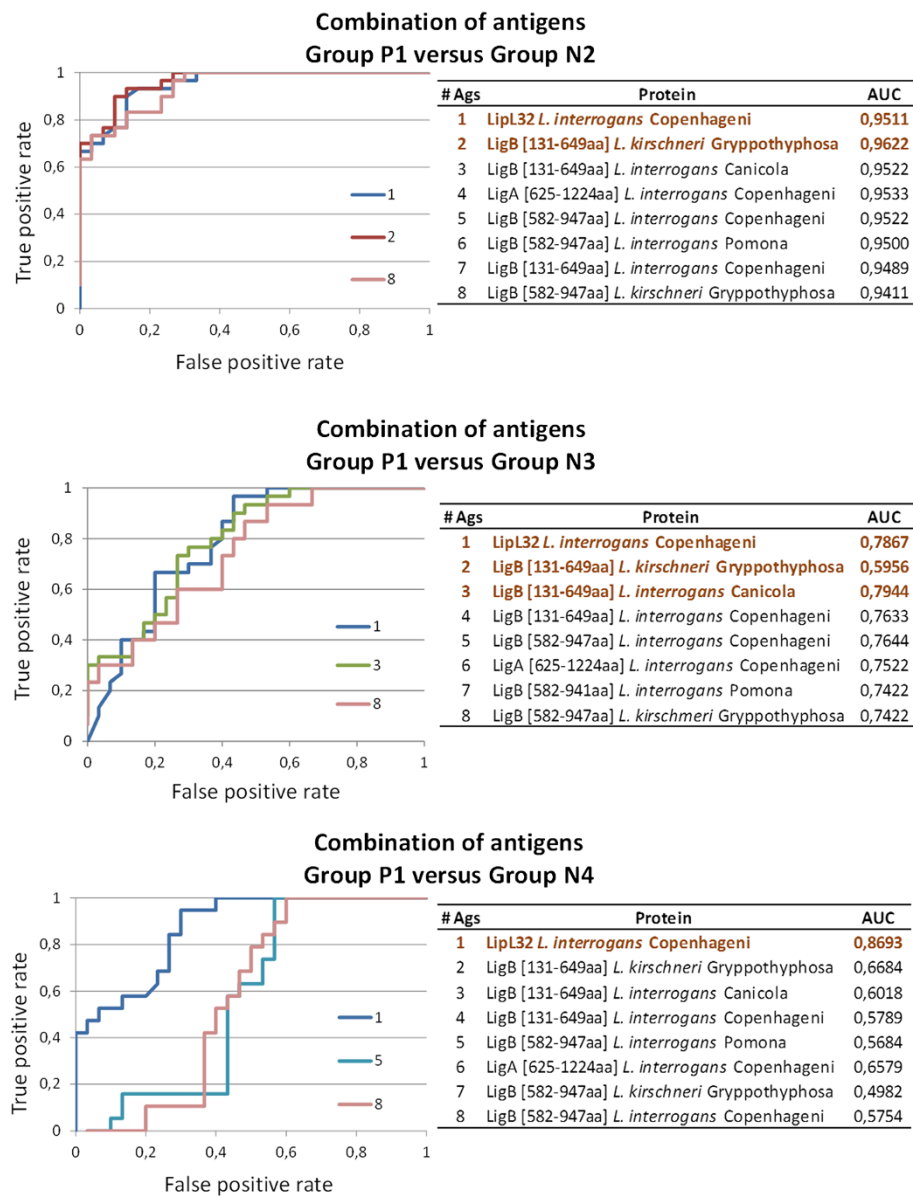 Combination of antigens
Group P1 versus Group N2
True positive rate
1
0,8
0,6
0,4
0,2
0
0 0,2 0,4 0,6 0,8 1
False positive rate
1
2
8
# Ags Protein AUC
1 LipL32 L. interrogans Copenhageni 0,9511
2 LigB [131-649aa] L. kirschneri Gryppothyphosa 0,9622
3 LigB [131-649aa] L. interrogans Canicola 0,9522
4 LigA [625-1224aa] L. interrogans Copenhageni 0,9533
5 LigB [582-947aa] L. interrogans Copenhageni 0,9522
6 LigB [582-947aa] L. interrogans Pomona 0,9500
7 LigB [131-649aa] L. interrogans Copenhageni 0,9489
8 LigB [582-947aa] L. kirschneri Gryppothyphosa 0,9411
Combination of antigens
Group P1 versus Group N3
True positive rate
1
0,8
0,6
0,4
0,2
0
0 0,2 0,4 0,6 0,8 1
False positive rate
1
3
8
# Ags Protein AUC
1 LipL32 L. interrogans Copenhageni 0,7867
2 LigB [131-649aa] L. kirschneri Gryppothyphosa 0,5956
3 LigB [131-649aa] L. interrogans Canicola 0,7944
4 LigB [131-649aa] L. interrogans Copenhageni 0,7633
5 LigB [582-947aa] L. interrogans Copenhageni 0,7644
6 LigA [625-1224aa] L. interrogans Copenhageni 0,7522
7 LigB [582-941aa] L. interrogans Pomona 0,7422
8 LigB [582-947aa] L. kirschmeri Gryppothyphosa 0,7422
Combination of antigens
Group P1 versus Group N4
True positive rate
1
0,8
0,6
0,4
0,2
0
0 0,2 0,4 0,6 0,8 1
False positive rate
1
5
8
# Ags Protein AUC
1 LipL32 L. interrogans Copenhageni 0,8693
2 LigB [131-649aa] L. kirschneri Gryppothyphosa 0,6684
3 LigB [131-649aa] L. interrogans Canicola 0,6018
4 LigB [131-649aa] L. interrogans Copenhageni 0,5789
5 LigB [582-947aa] L. interrogans Pomona 0,5684
6 LigA [625-1224aa] L. interrogans Copenhageni 0,6579
7 LigB [582-947aa] L. kirschneri Gryppothyphosa 0,4982
8 LigB [582-947aa] L. interrogans Copenhageni 0,5754